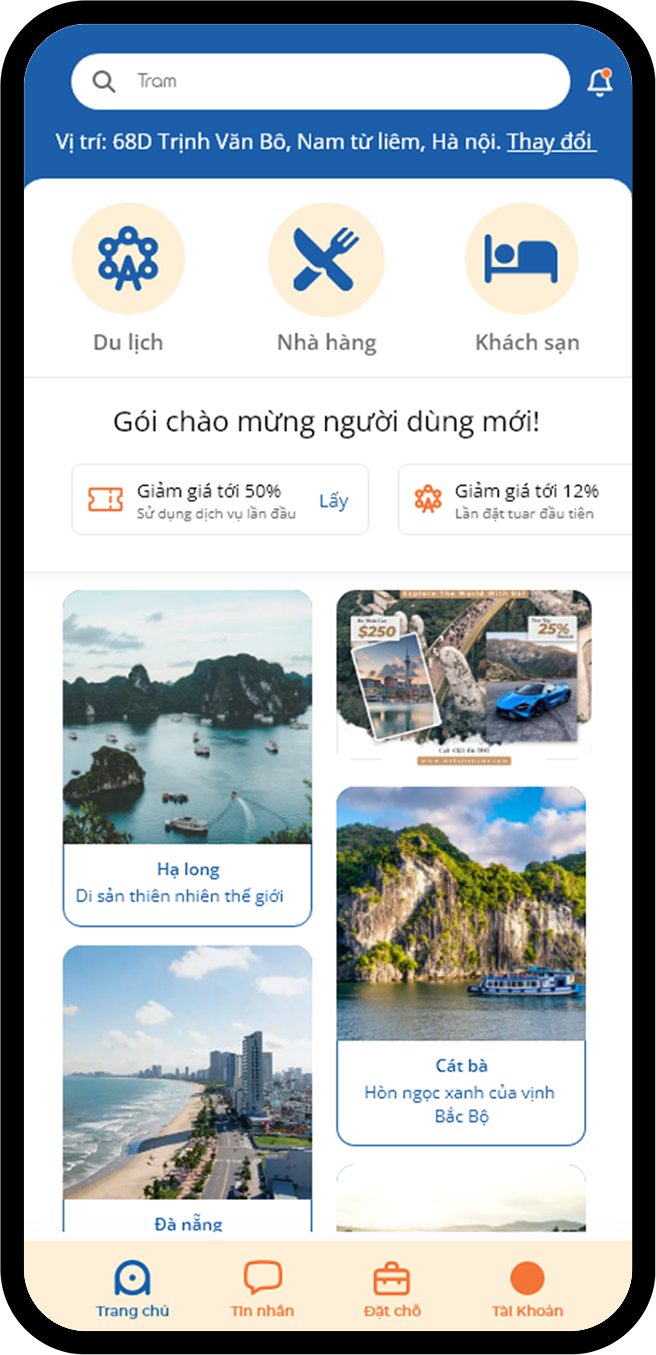 Tram
Vị trí: 68D Trịnh Văn Bô, Nam từ liêm, Hà nội. Thay đổi
Du lịch
Nhà hàng
Khách sạn
Gói chào mừng người dùng mới!
Giảm giá tới 50%
Sử dụng dịch vụ lần đầu
Lấy
Giảm giá tới 12%
Lần đặt tuar đầu tiên
Explore The World With Us!
$250
25%
www.websitename.com
Hạ long
Di sản thiên nhiên thế giới
Cát bà
Hòn ngọc xanh của vịnh
Bắc Bộ
Đà nẵng
Trang chủ
Tin nhắn
Đặt chỗ
Tài Khoản